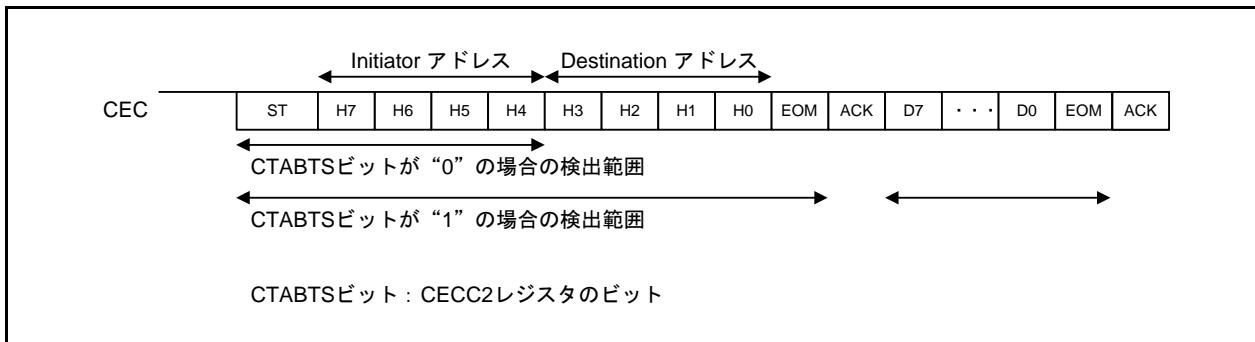 Initiator アドレス Destination アドレス
CEC ST H7 H6 H5 H4 H3 H2 H1 H0 EOM ACK D7 ・・・ D0 EOM ACK
CTABTSビットが“0”の場合の検出範囲
CTABTSビットが“1”の場合の検出範囲
CTABTSビット：CECC2レジスタのビット